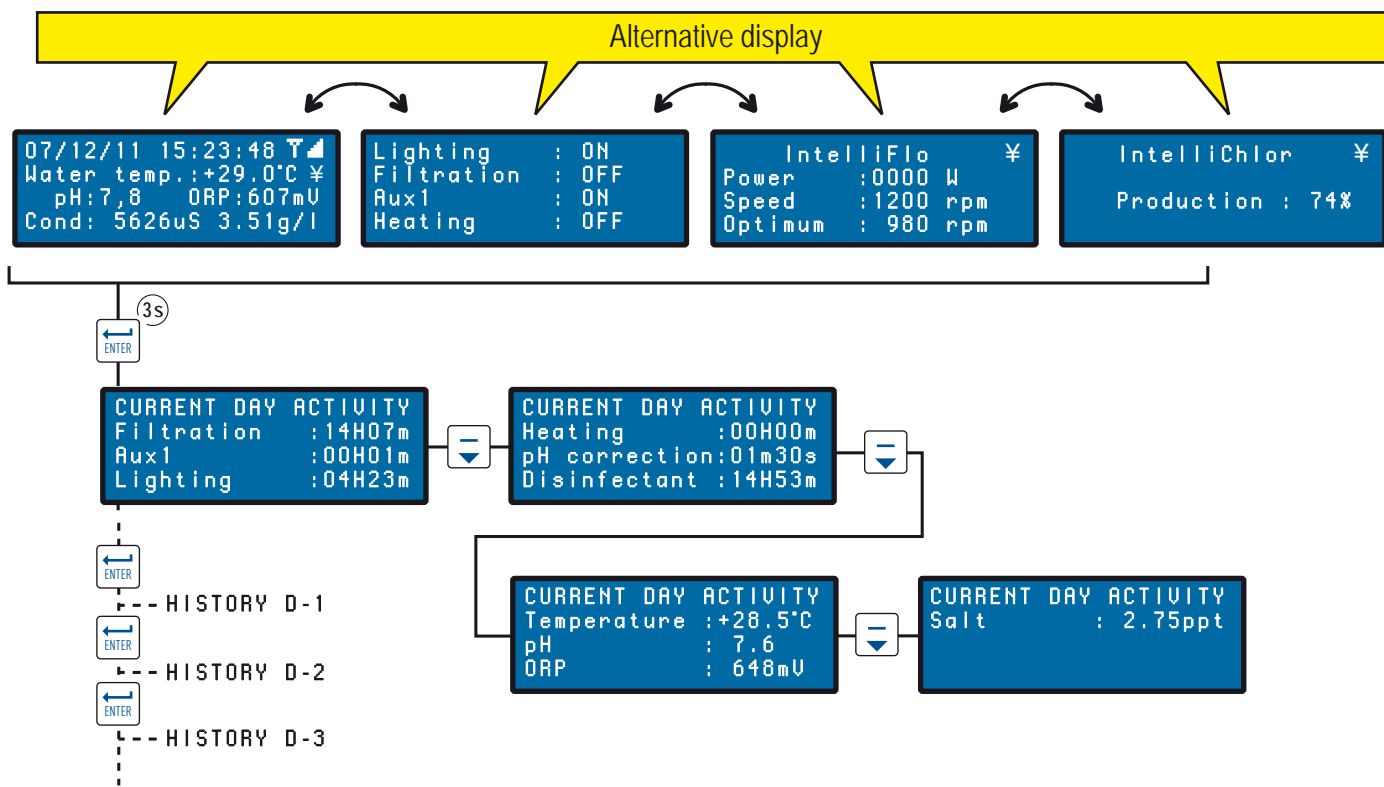 Alternative display
07/12/11 15:23:48
Water temp.:+29.0°C ¥
pH:7,8 ORP:607mV
Cond: 5626uS 3.51g/l
Lighting : ON
Filtration : OFF
Aux1 : ON
Heating : OFF
IntelliFlo ¥
Power :0000 W
Speed :1200 rpm
Optimum : 980 rpm
IntelliChlor ¥
Production : 74%
3s
ENTER
CURRENT DAY ACTIVITY
Filtration :14H07m
Aux1 :00H01m
Lighting :04H23m
CURRENT DAY ACTIVITY
Heating :00H00m
pH correction:01m30s
Disinfectant :14H53m
ENTER
HISTORY D-1
ENTER
HISTORY D-2
ENTER
HISTORY D-3
CURRENT DAY ACTIVITY
Temperature :+28.5°C
pH : 7.6
ORP : 648mV
CURRENT DAY ACTIVITY
Salt : 2.75ppt